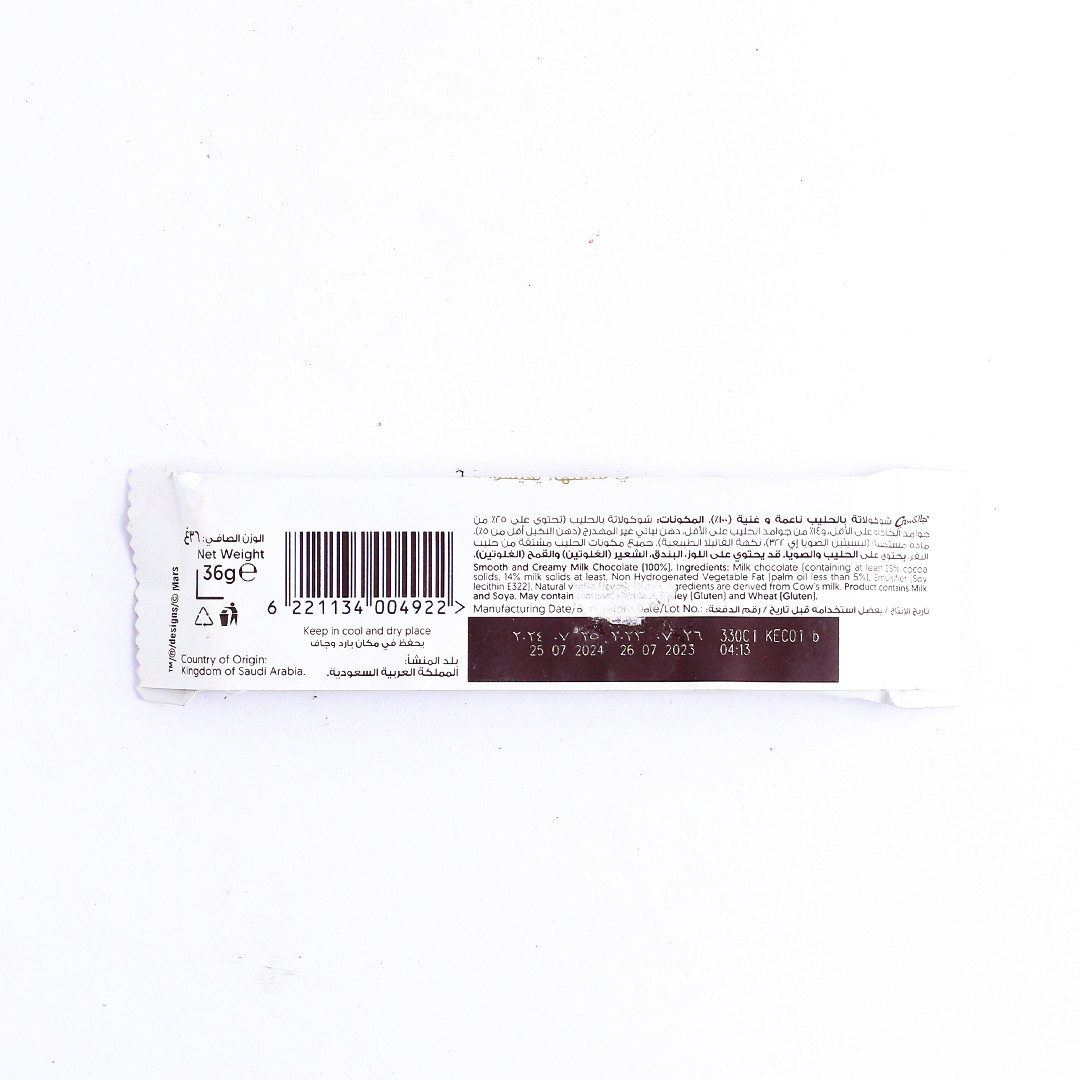 الوزن الصافي: ٣٦غ
Net Weight
36g e
6 221134 004922 >
Keep in cool and dry place
يحفظ في مكان بارد وجاف
Country of Origin:
Kingdom of Saudi Arabia.
بلد المنشأ:
المملكة العربية السعودية.
™/®/designs/© Mars
شوكولاتة بالحليب ناعمة و غنية (١٠٠٪). المكونات: شوكولاتة بالحليب (تحتوي على ٢٥٪ من
جوامد الكاكاو على الأقل، و١٤٪ من جوامد الحليب على الأقل، دهن نباتي غير المهدرج (دهن النخيل أقل من ٥٪)،
مادة مستحلبة (ليسيثين الصويا إي ٣٢٢)، نكهة الفانيلا الطبيعية). جميع مكونات الحليب مشتقة من حليب
البقر. يحتوي على الحليب والصويا. قد يحتوي على اللوز، البندق، الشعير (الغلوتين) والقمح (الغلوتين).
Smooth and Creamy Milk Chocolate (100%). Ingredients: Milk chocolate (containing at least 25% cocoa
solids, 14% milk solids at least, Non Hydrogenated Vegetable Fat (palm oil less than 5%), Emulsifier (Soy
lecithin E322), Natural ingredients are derived from Cow's milk. Product contains Milk
and Soya. May contain (Gluten) and Wheat (Gluten).
Manufacturing Date/ Date/Lot No.: تاريخ الإنتاج / يفضل استخدامه قبل تاريخ / رقم الدفعة:
٢٠٢٤ ٠٧ ٢٥ ٢٠٢٣ ٠٧ ٢٦ 330C1 KEC01 b
25 07 2024 26 07 2023 04:13